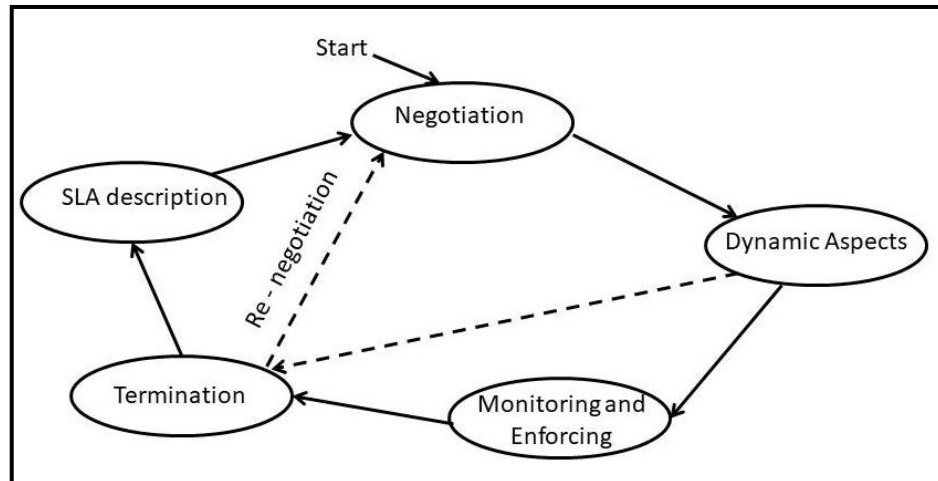 Start
Negotiation
SLA description
Re - negotiation
Dynamic Aspects
Termination
Monitoring and
Enforcing